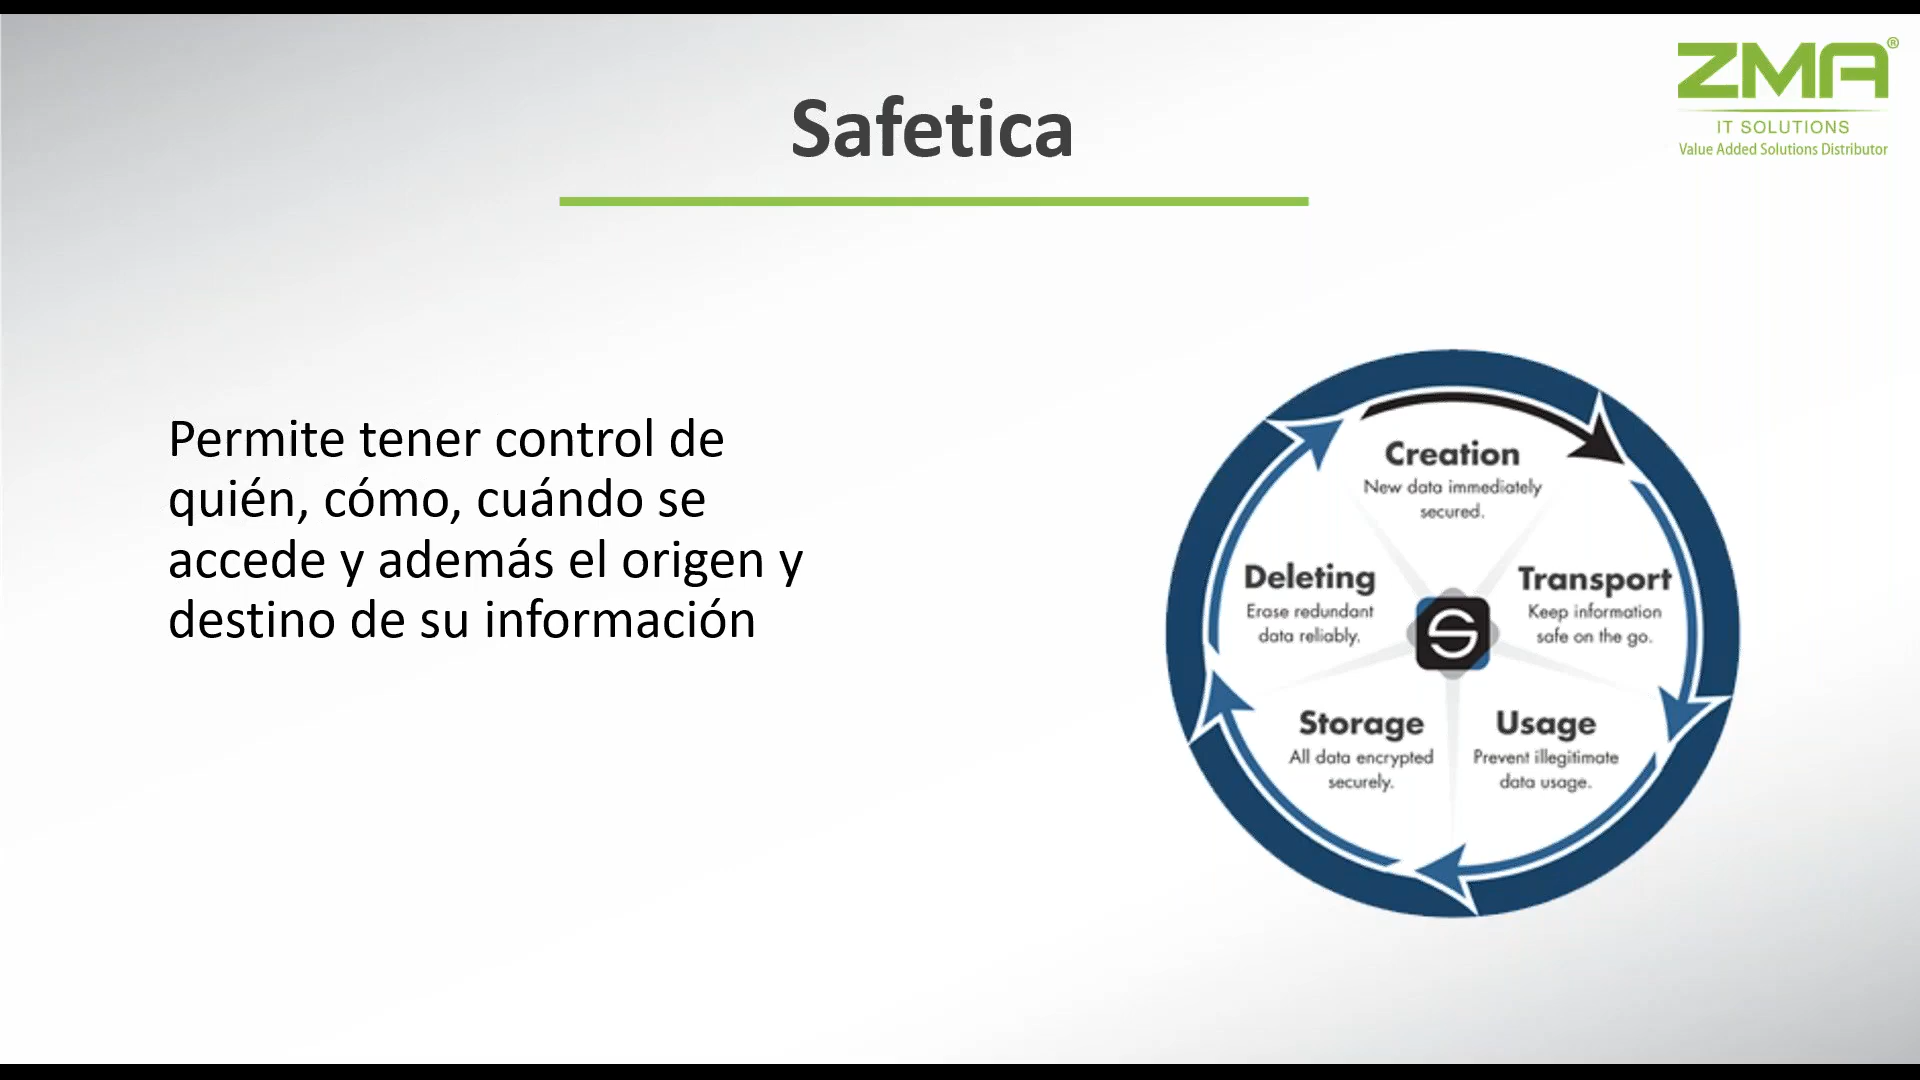 ZMA®
IT SOLUTIONS
Value Added Solutions Distributor
Safetica
Permite tener control de
quién, cómo, cuándo se
accede y además el origen y
destino de su información
Creation
New data immediately
secured.
Transport
Keep information
safe on the go.
Usage
Prevent illegitimate
data usage.
Storage
All data encrypted
securely.
Deleting
Erase redundant
data reliably.
S